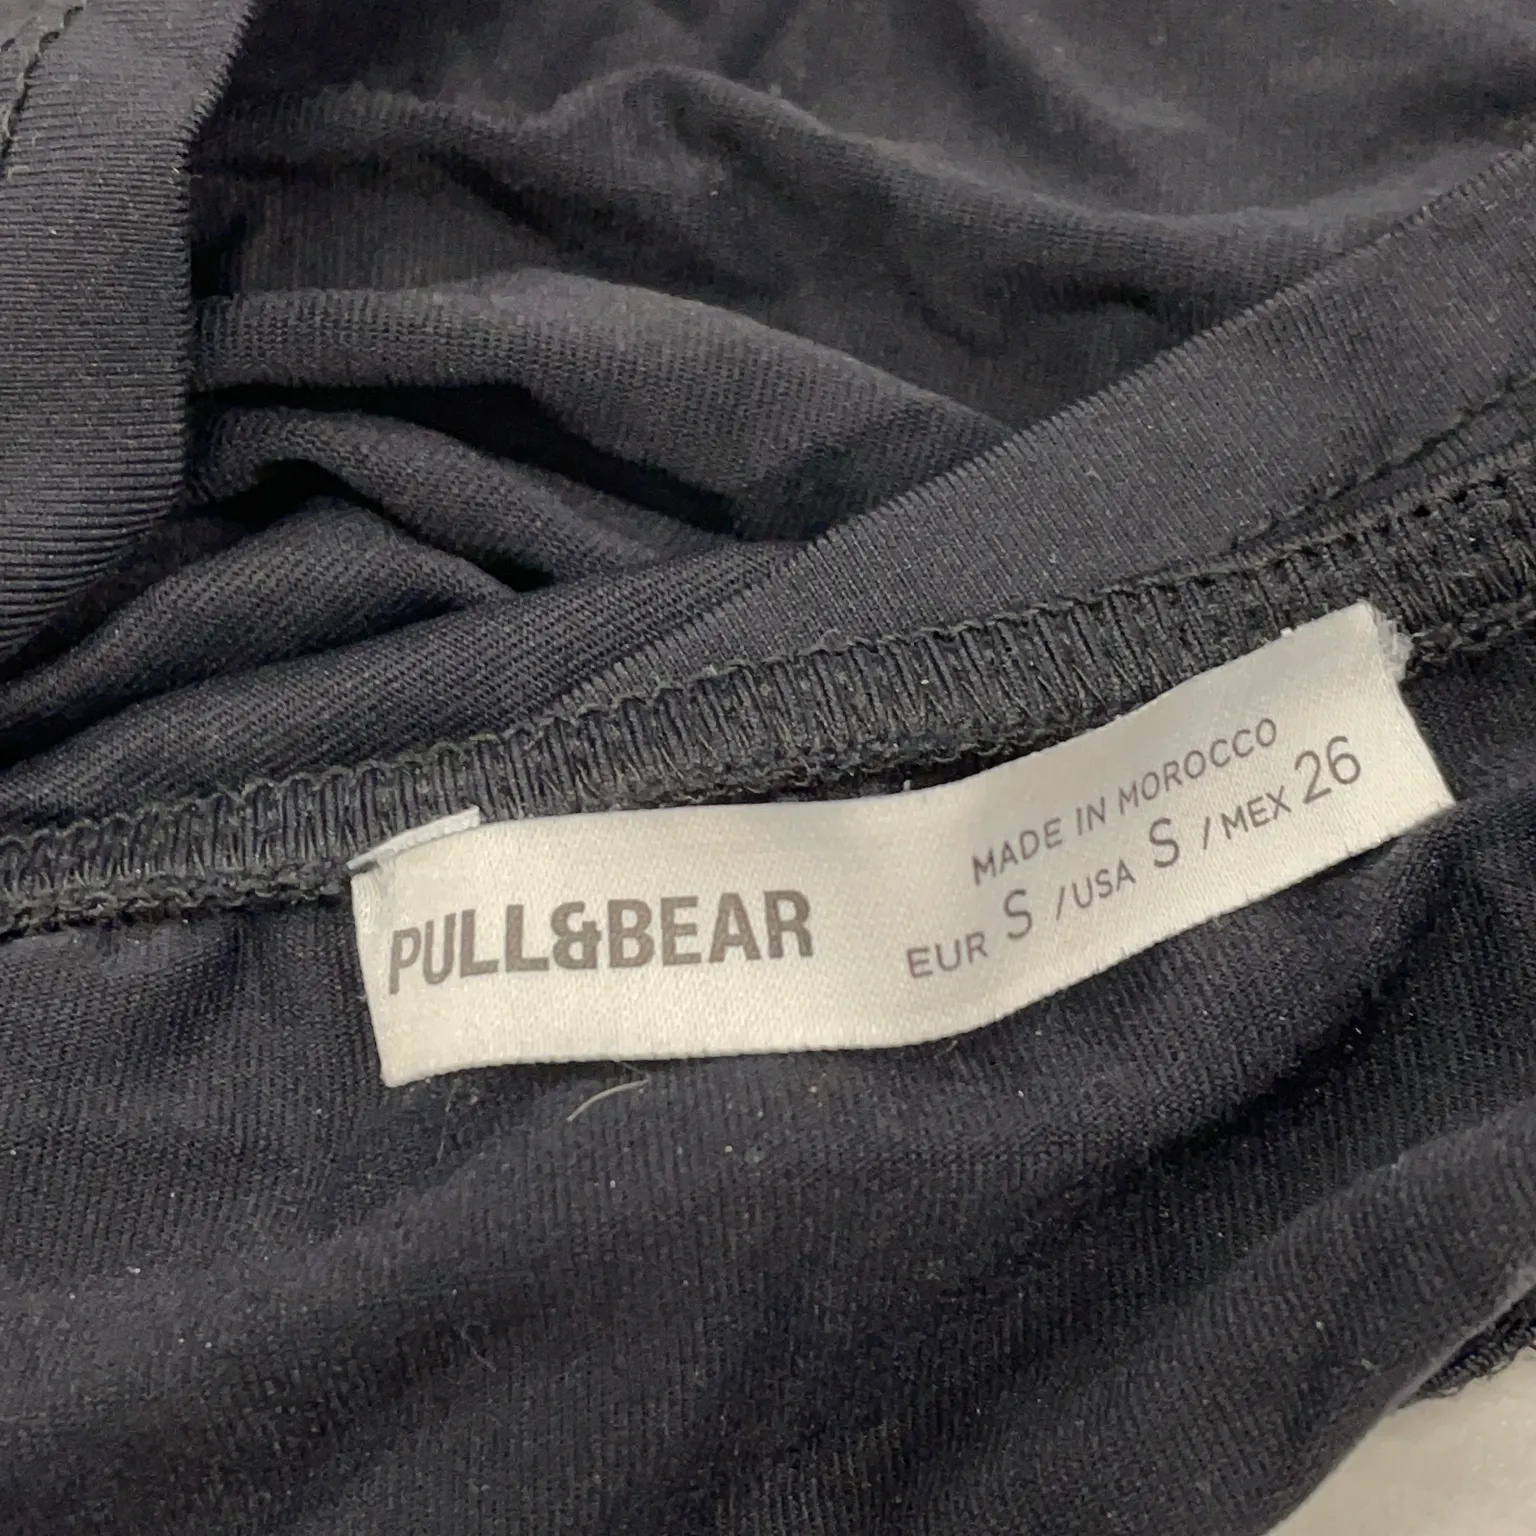 PULL&BEAR
MADE IN MOROCCO
EUR S / USA S / MEX 26